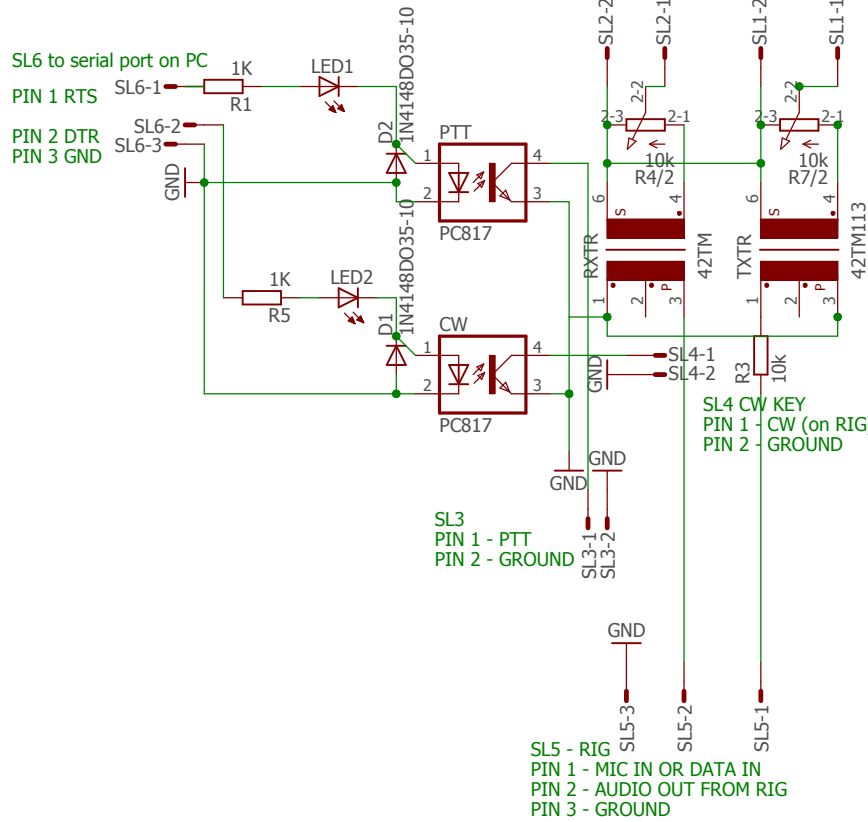 SL2-2
SL2-1
SL1-2
SL1-1
SL6 to serial port on PC
PIN 1 RTS
PIN 2 DTR
PIN 3 GND
SL6-1
SL6-2
SL6-3
1K
R1
LED1
D2
1N4148DO35-10
GND
PTT
1
2
4
3
PC817
1K
R5
LED2
D1
1N4148DO35-10
CW
1
2
4
3
PC817
2-2
2-3
2-1
10k
R4/2
2-2
2-3
2-1
10k
R7/2
6
S
4
RXTR
42TM
1
2
P
3
6
S
4
TXTR
42TM113
1
2
P
3
R3
10k
SL4-1
SL4-2
GND
SL4 CW KEY
PIN 1 - CW (on RIG
PIN 2 - GROUND
GND
GND
SL3
PIN 1 - PTT
PIN 2 - GROUND
SL3-1
SL3-2
GND
SL5-3
SL5-2
SL5-1
SL5 - RIG
PIN 1 - MIC IN OR DATA IN
PIN 2 - AUDIO OUT FROM RIG
PIN 3 - GROUND